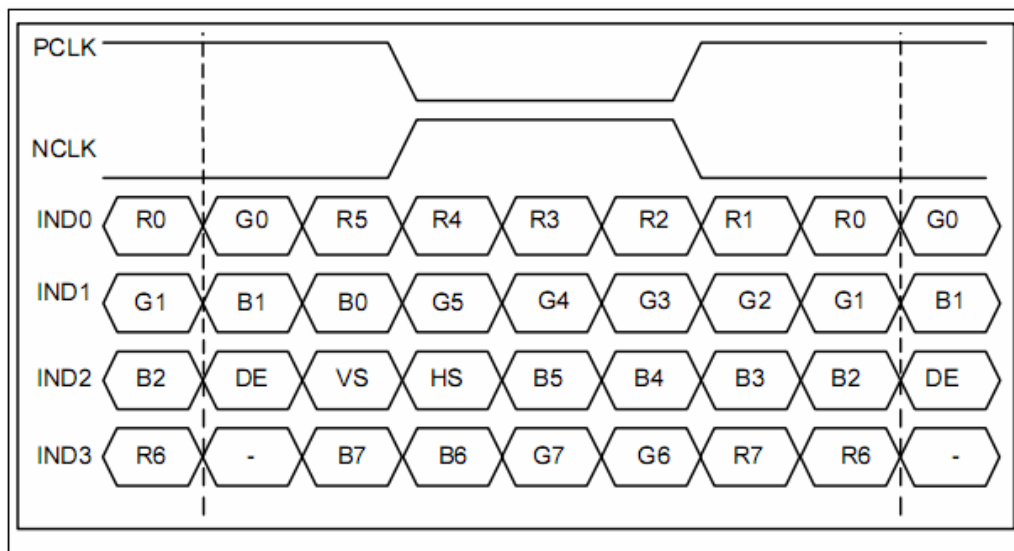 PCLK
NCLK
IND0 R0 G0 R5 R4 R3 R2 R1 R0 G0
IND1 G1 B1 B0 G5 G4 G3 G2 G1 B1
IND2 B2 DE VS HS B5 B4 B3 B2 DE
IND3 R6 - B7 B6 G7 G6 R7 R6 -